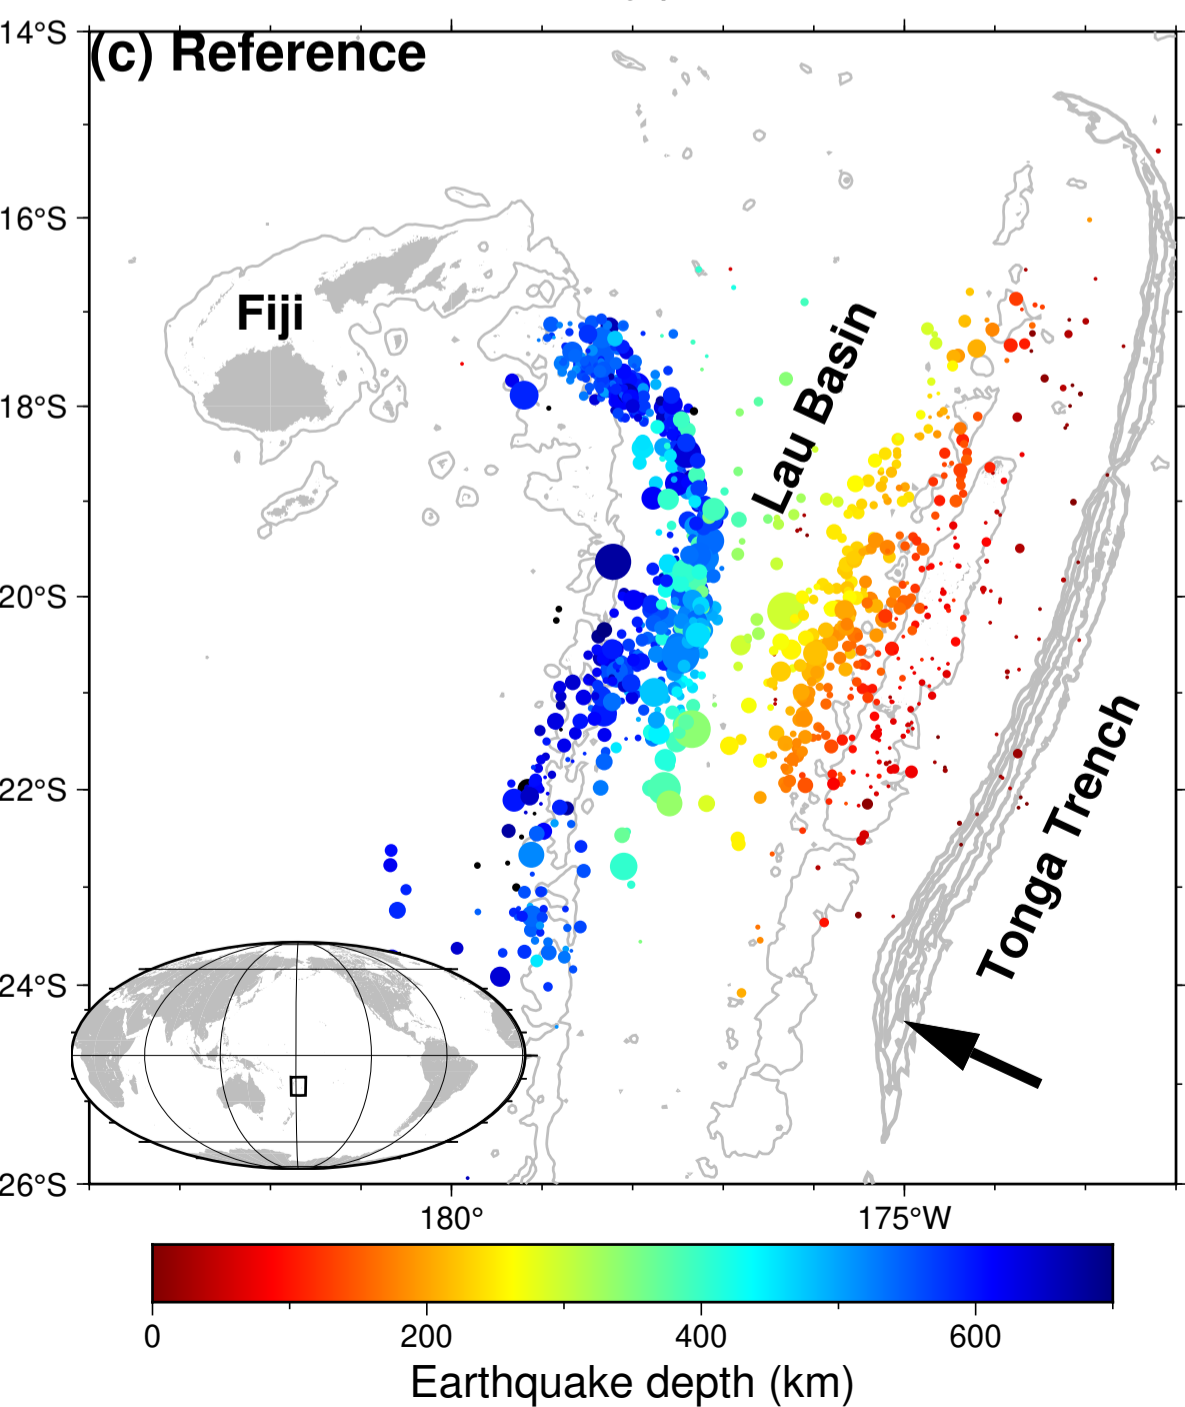 (c) Reference
14°S
16°S
Fiji
18°S
Lau Basin
20°S
22°S
Tonga Trench
24°S
26°S
180°
175°W
0
200
400
600
Earthquake depth (km)